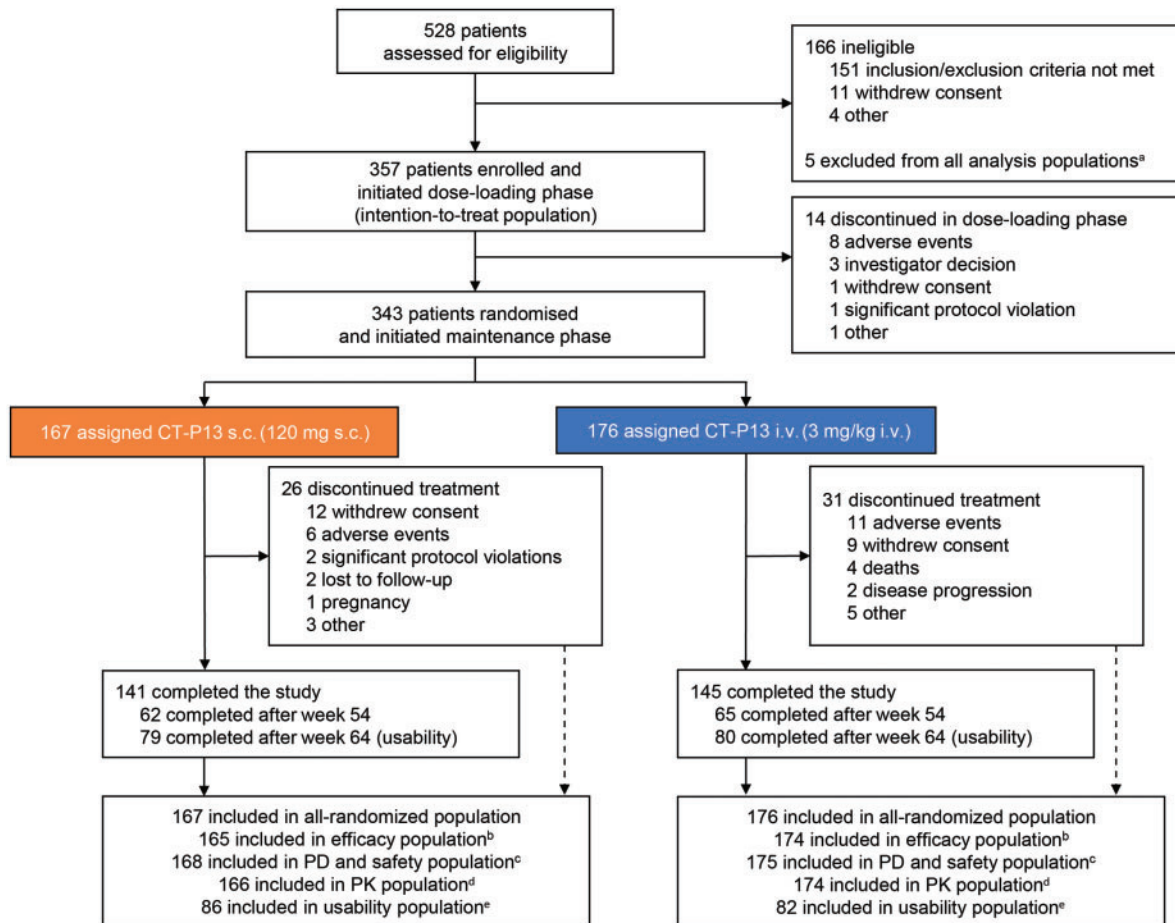 528 patients
assessed for eligibility
166 ineligible
151 inclusion/exclusion criteria not met
11 withdrew consent
4 other
5 excluded from all analysis populationsᵃ
357 patients enrolled and
initiated dose-loading phase
(intention-to-treat population)
14 discontinued in dose-loading phase
8 adverse events
3 investigator decision
1 withdrew consent
1 significant protocol violation
1 other
343 patients randomised
and initiated maintenance phase
167 assigned CT-P13 s.c. (120 mg s.c.)
176 assigned CT-P13 i.v. (3 mg/kg i.v.)
26 discontinued treatment
12 withdrew consent
6 adverse events
2 significant protocol violations
2 lost to follow-up
1 pregnancy
3 other
31 discontinued treatment
11 adverse events
9 withdrew consent
4 deaths
2 disease progression
5 other
141 completed the study
62 completed after week 54
79 completed after week 64 (usability)
145 completed the study
65 completed after week 54
80 completed after week 64 (usability)
167 included in all-randomized population
165 included in efficacy populationᵇ
168 included in PD and safety populationᶜ
166 included in PK populationᵈ
86 included in usability populationᵉ
176 included in all-randomized population
174 included in efficacy populationᵇ
175 included in PD and safety populationᶜ
174 included in PK populationᵈ
82 included in usability populationᵉ